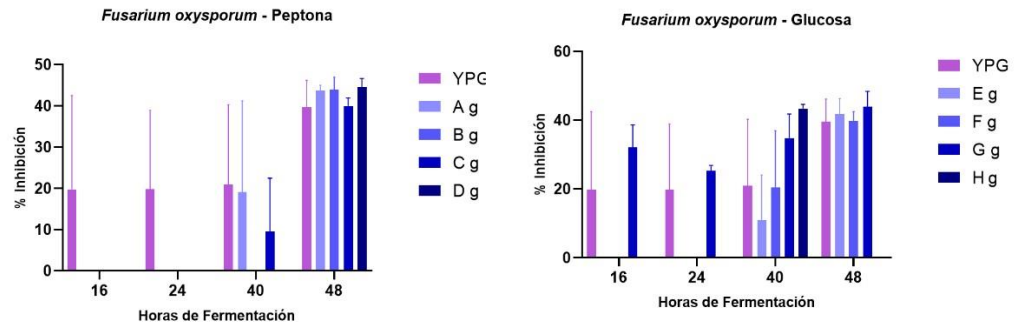 Fusarium oxysporum - Peptona
% Inhibición
50
40
30
20
10
0
16 24 40 48
Horas de Fermentación
YPG
A g
B g
C g
D g
Fusarium oxysporum - Glucosa
% Inhibición
60
40
20
0
16 24 40 48
Horas de Fermentación
YPG
E g
F g
G g
H g